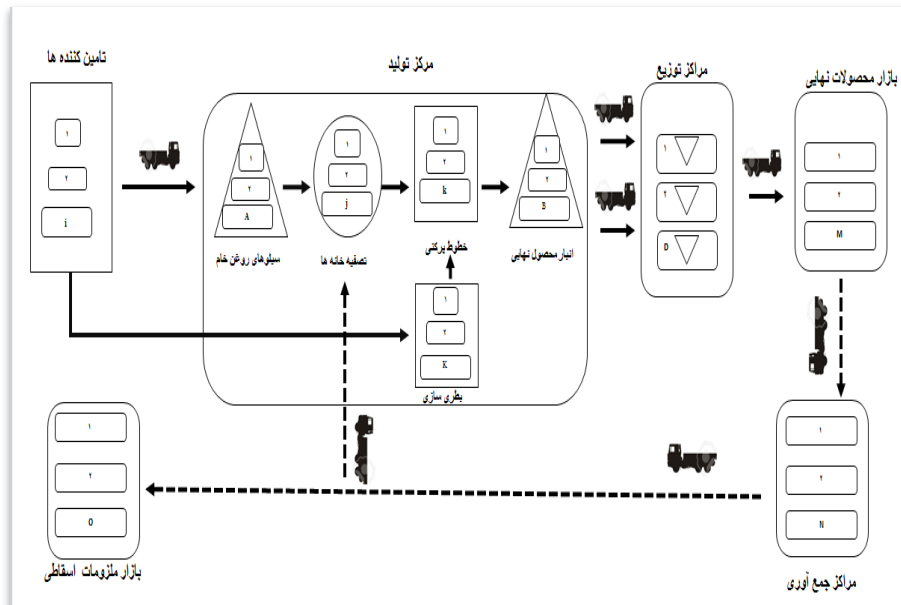 تامین کننده ها
۱
۲
i
مرکز تولید
۱
۲
A
سیلوهای روغن خام
۱
۲
j
تصفیه خانه ها
۱
۲
k
خطوط پرکنی
۱
۲
B
انبار محصول نهایی
۱
۲
K
بطری سازی
مراکز توزیع
۱
۲
D
بازار محصولات نهایی
۱
۲
M
۱
۲
N
مراکز جمع آوری
۱
۲
O
بازار ملزومات اسقاطی